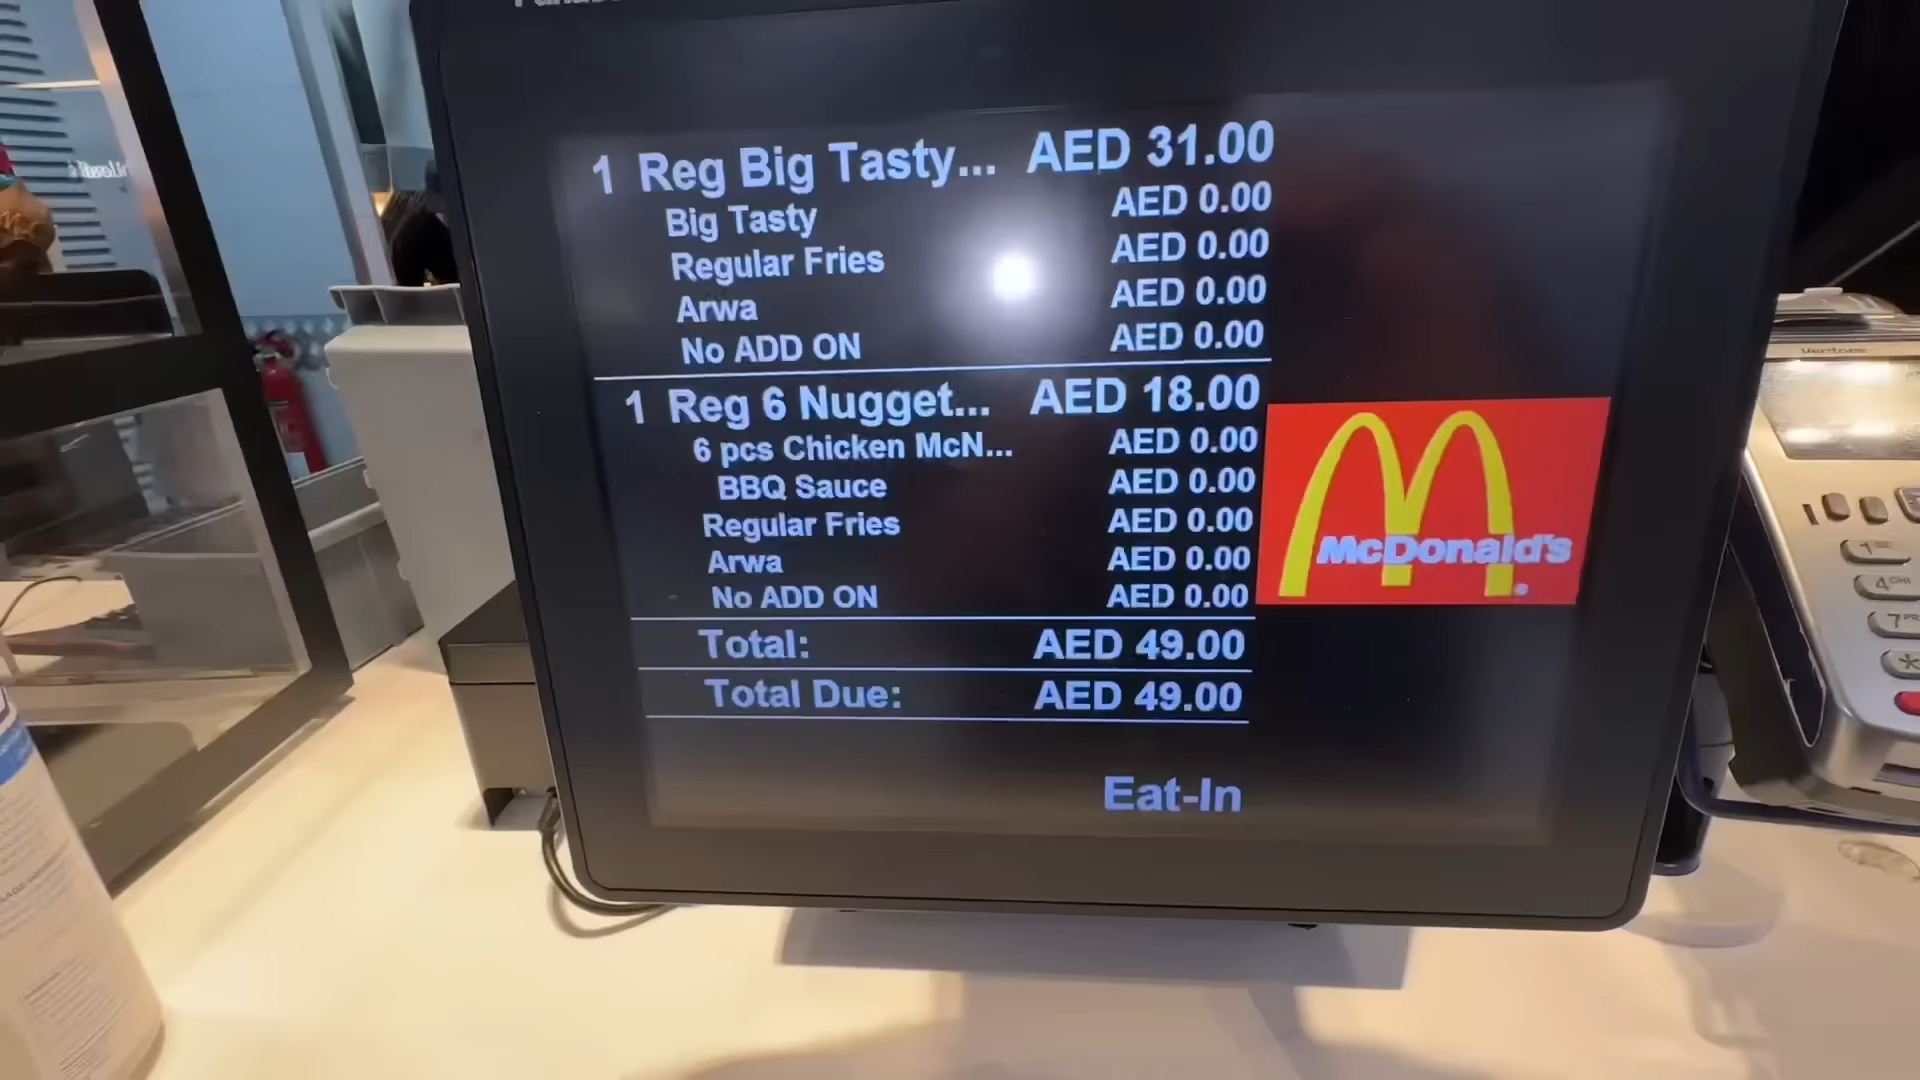 1 Reg Big Tasty... AED 31.00
Big Tasty AED 0.00
Regular Fries AED 0.00
Arwa AED 0.00
No ADD ON AED 0.00
1 Reg 6 Nugget... AED 18.00
6 pcs Chicken McN... AED 0.00
BBQ Sauce AED 0.00
Regular Fries AED 0.00
Arwa AED 0.00
No ADD ON AED 0.00
Total: AED 49.00
Total Due: AED 49.00
Eat-In
McDonald's
Verifone